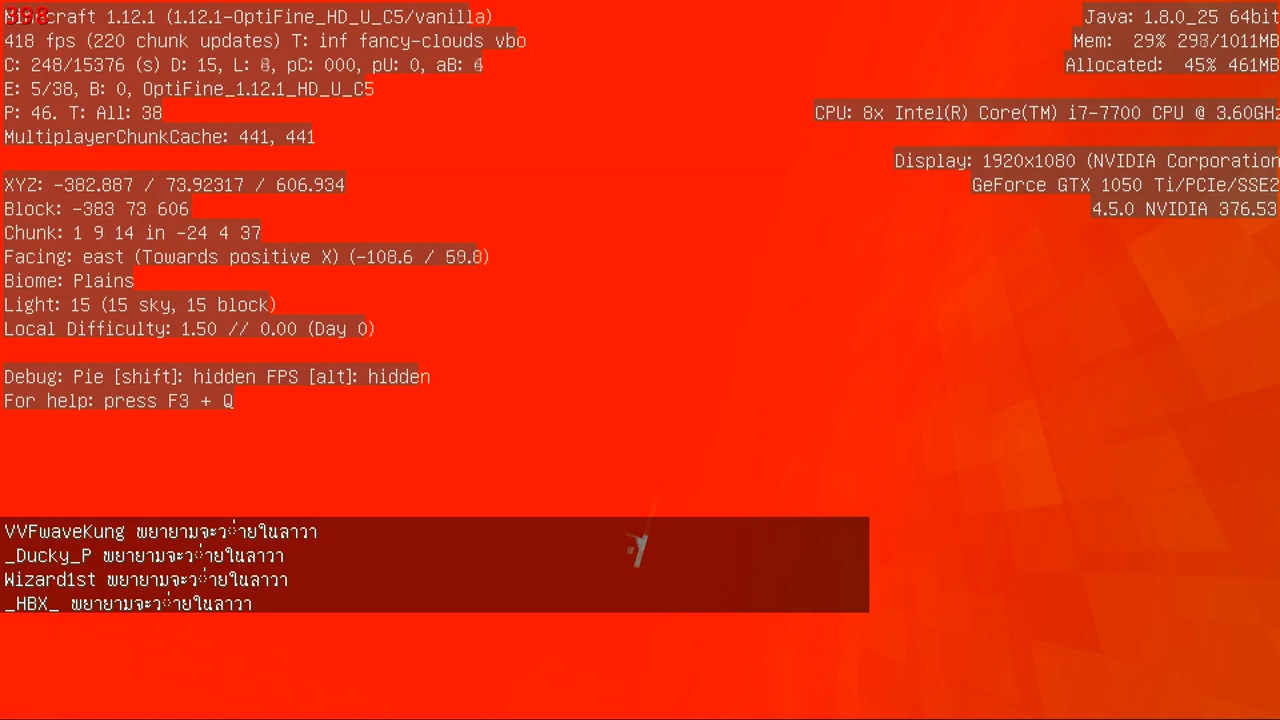 398
Minecraft 1.12.1 (1.12.1-OptiFine_HD_U_C5/vanilla)
418 fps (220 chunk updates) T: inf fancy-clouds vbo
C: 248/15376 (s) D: 15, L: 8, pC: 000, pU: 0, aB: 6
E: 5/38, B: 0, OptiFine_1.12.1_HD_U_C5
P: 46. T: All: 38
MultiplayerChunkCache: 441, 441
XYZ: -382.887 / 73.92317 / 606.934
Block: -383 73 606
Chunk: 1 9 14 in -24 4 37
Facing: east (Towards positive X) (-108.6 / 59.0)
Biome: Plains
Light: 15 (15 sky, 15 block)
Local Difficulty: 1.50 // 0.00 (Day 0)
Debug: Pie [shift]: hidden FPS [alt]: hidden
For help: press F3 + Q
Java: 1.8.0_25 64bit
Mem: 29% 298/1011MB
Allocated: 45% 461MB
CPU: 8x Intel(R) Core(TM) i7-7700 CPU @ 3.60GHz
Display: 1920x1080 (NVIDIA Corporation
GeForce GTX 1050 Ti/PCIe/SSE2
4.5.0 NVIDIA 376.53
VVFwaveKung พยายามจะว่ายในลาวา
_Ducky_P พยายามจะว่ายในลาวา
Wizard1st พยายามจะว่ายในลาวา
_HBX_ พยายามจะว่ายในลาวา